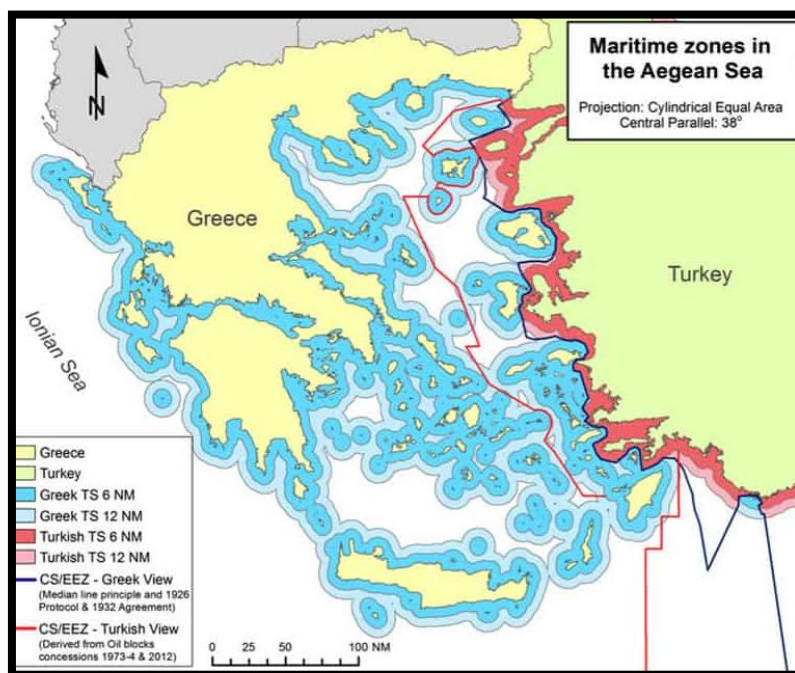 Maritime zones in
the Aegean Sea
Projection: Cylindrical Equal Area
Central Parallel: 38°
N
Greece
Turkey
Ionian Sea
Greece
Turkey
Greek TS 6 NM
Greek TS 12 NM
Turkish TS 6 NM
Turkish TS 12 NM
CS/EEZ - Greek View
(Median line principle and 1926
Protocol & 1932 Agreement)
CS/EEZ - Turkish View
(Derived from Oil blocks
concessions 1973-4 & 2012)
0 25 50 100 NM